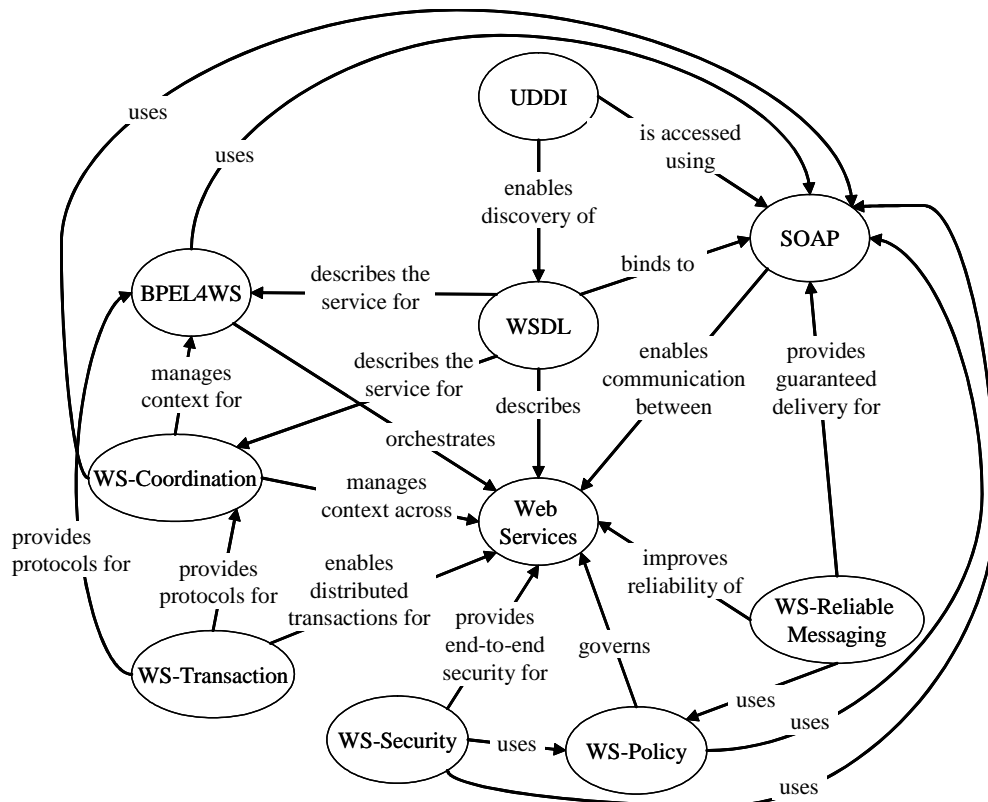 uses
uses
UDDI
is accessed
using
enables
discovery of
SOAP
BPEL4WS
describes the
service for
binds to
WSDL
manages
context for
describes the
service for
describes
enables
communication
between
provides
guaranteed
delivery for
orchestrates
WS-Coordination
manages
context across
Web
Services
provides
protocols for
provides
protocols for
enables
distributed
transactions for
improves
reliability of
WS-Reliable
Messaging
WS-Transaction
provides
end-to-end
security for
governs
uses
WS-Security
uses
WS-Policy
uses
uses